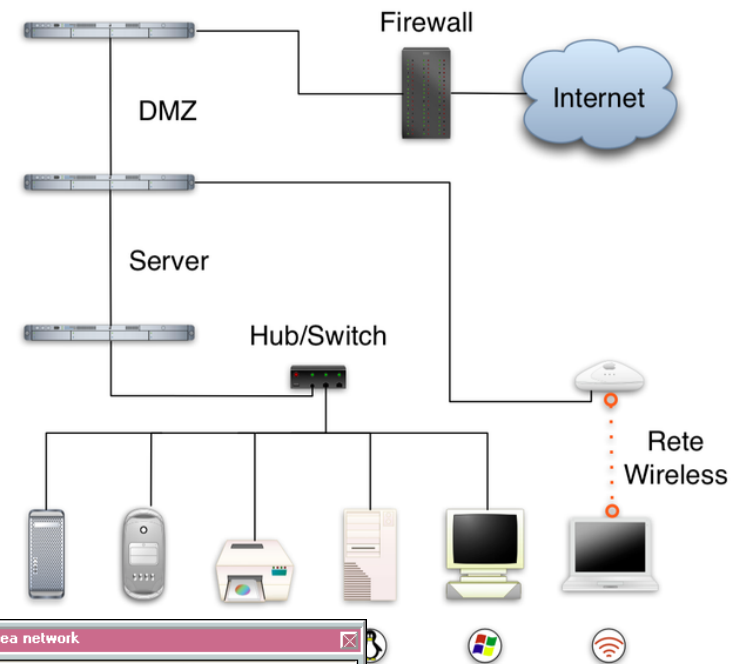 Firewall
Internet
DMZ
Server
Hub/Switch
Rete
Wireless
ea network